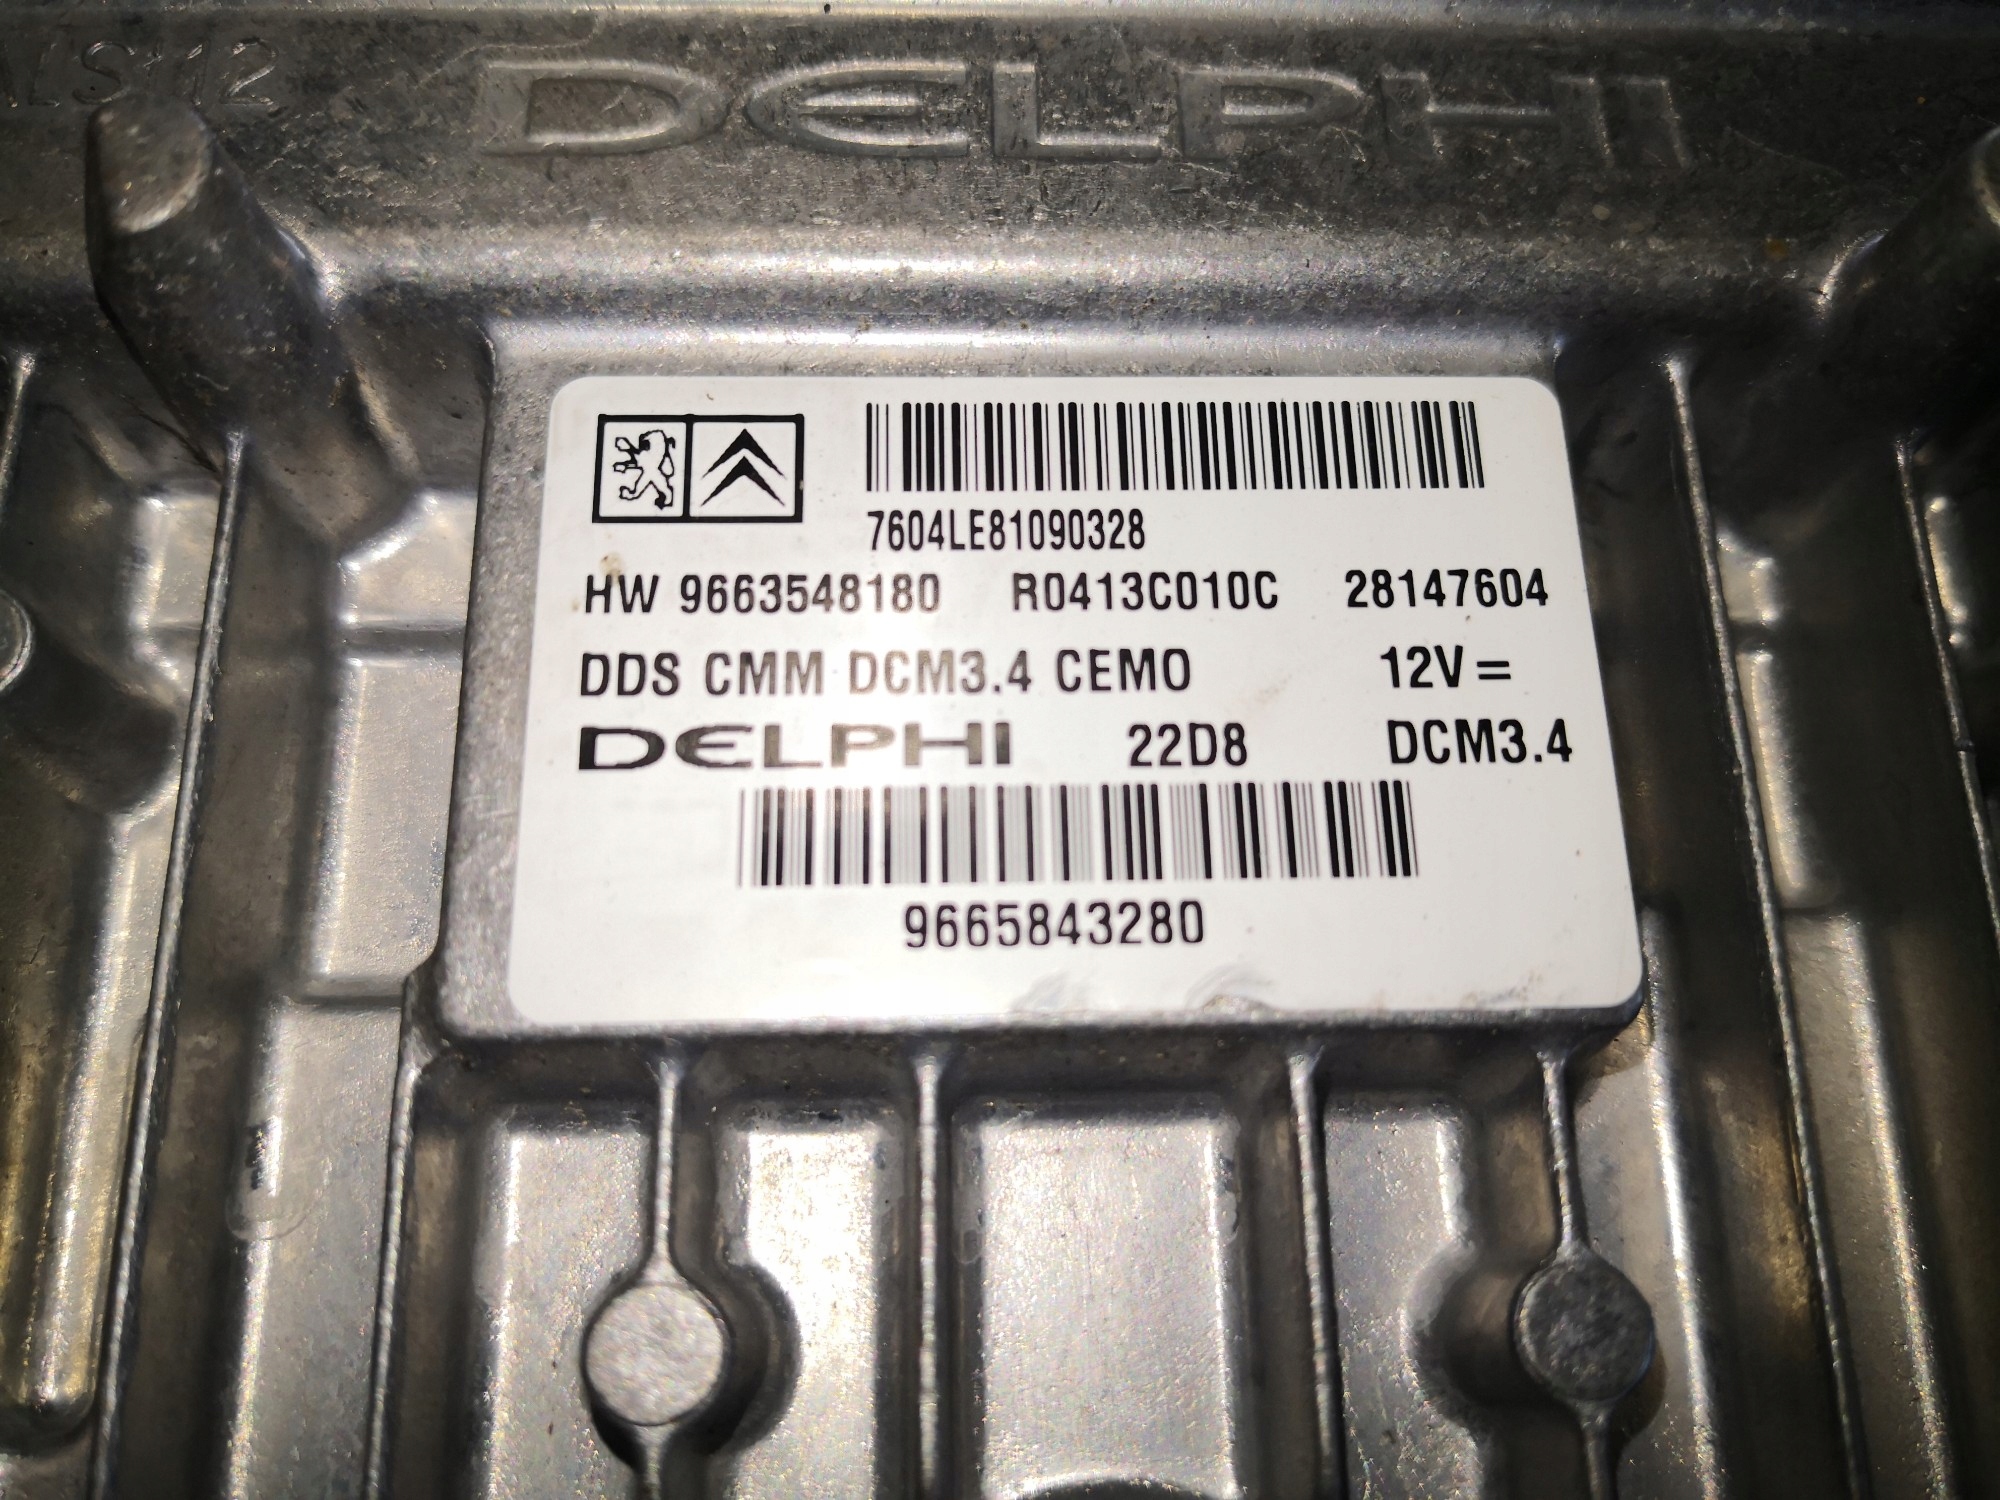 DELPHI
7604LE81090328
HW 9663548180 R0413C010C 28147604
DDS CMM DCM3.4 CEMO 12V=
DELPHI 22D8 DCM3.4
9665843280